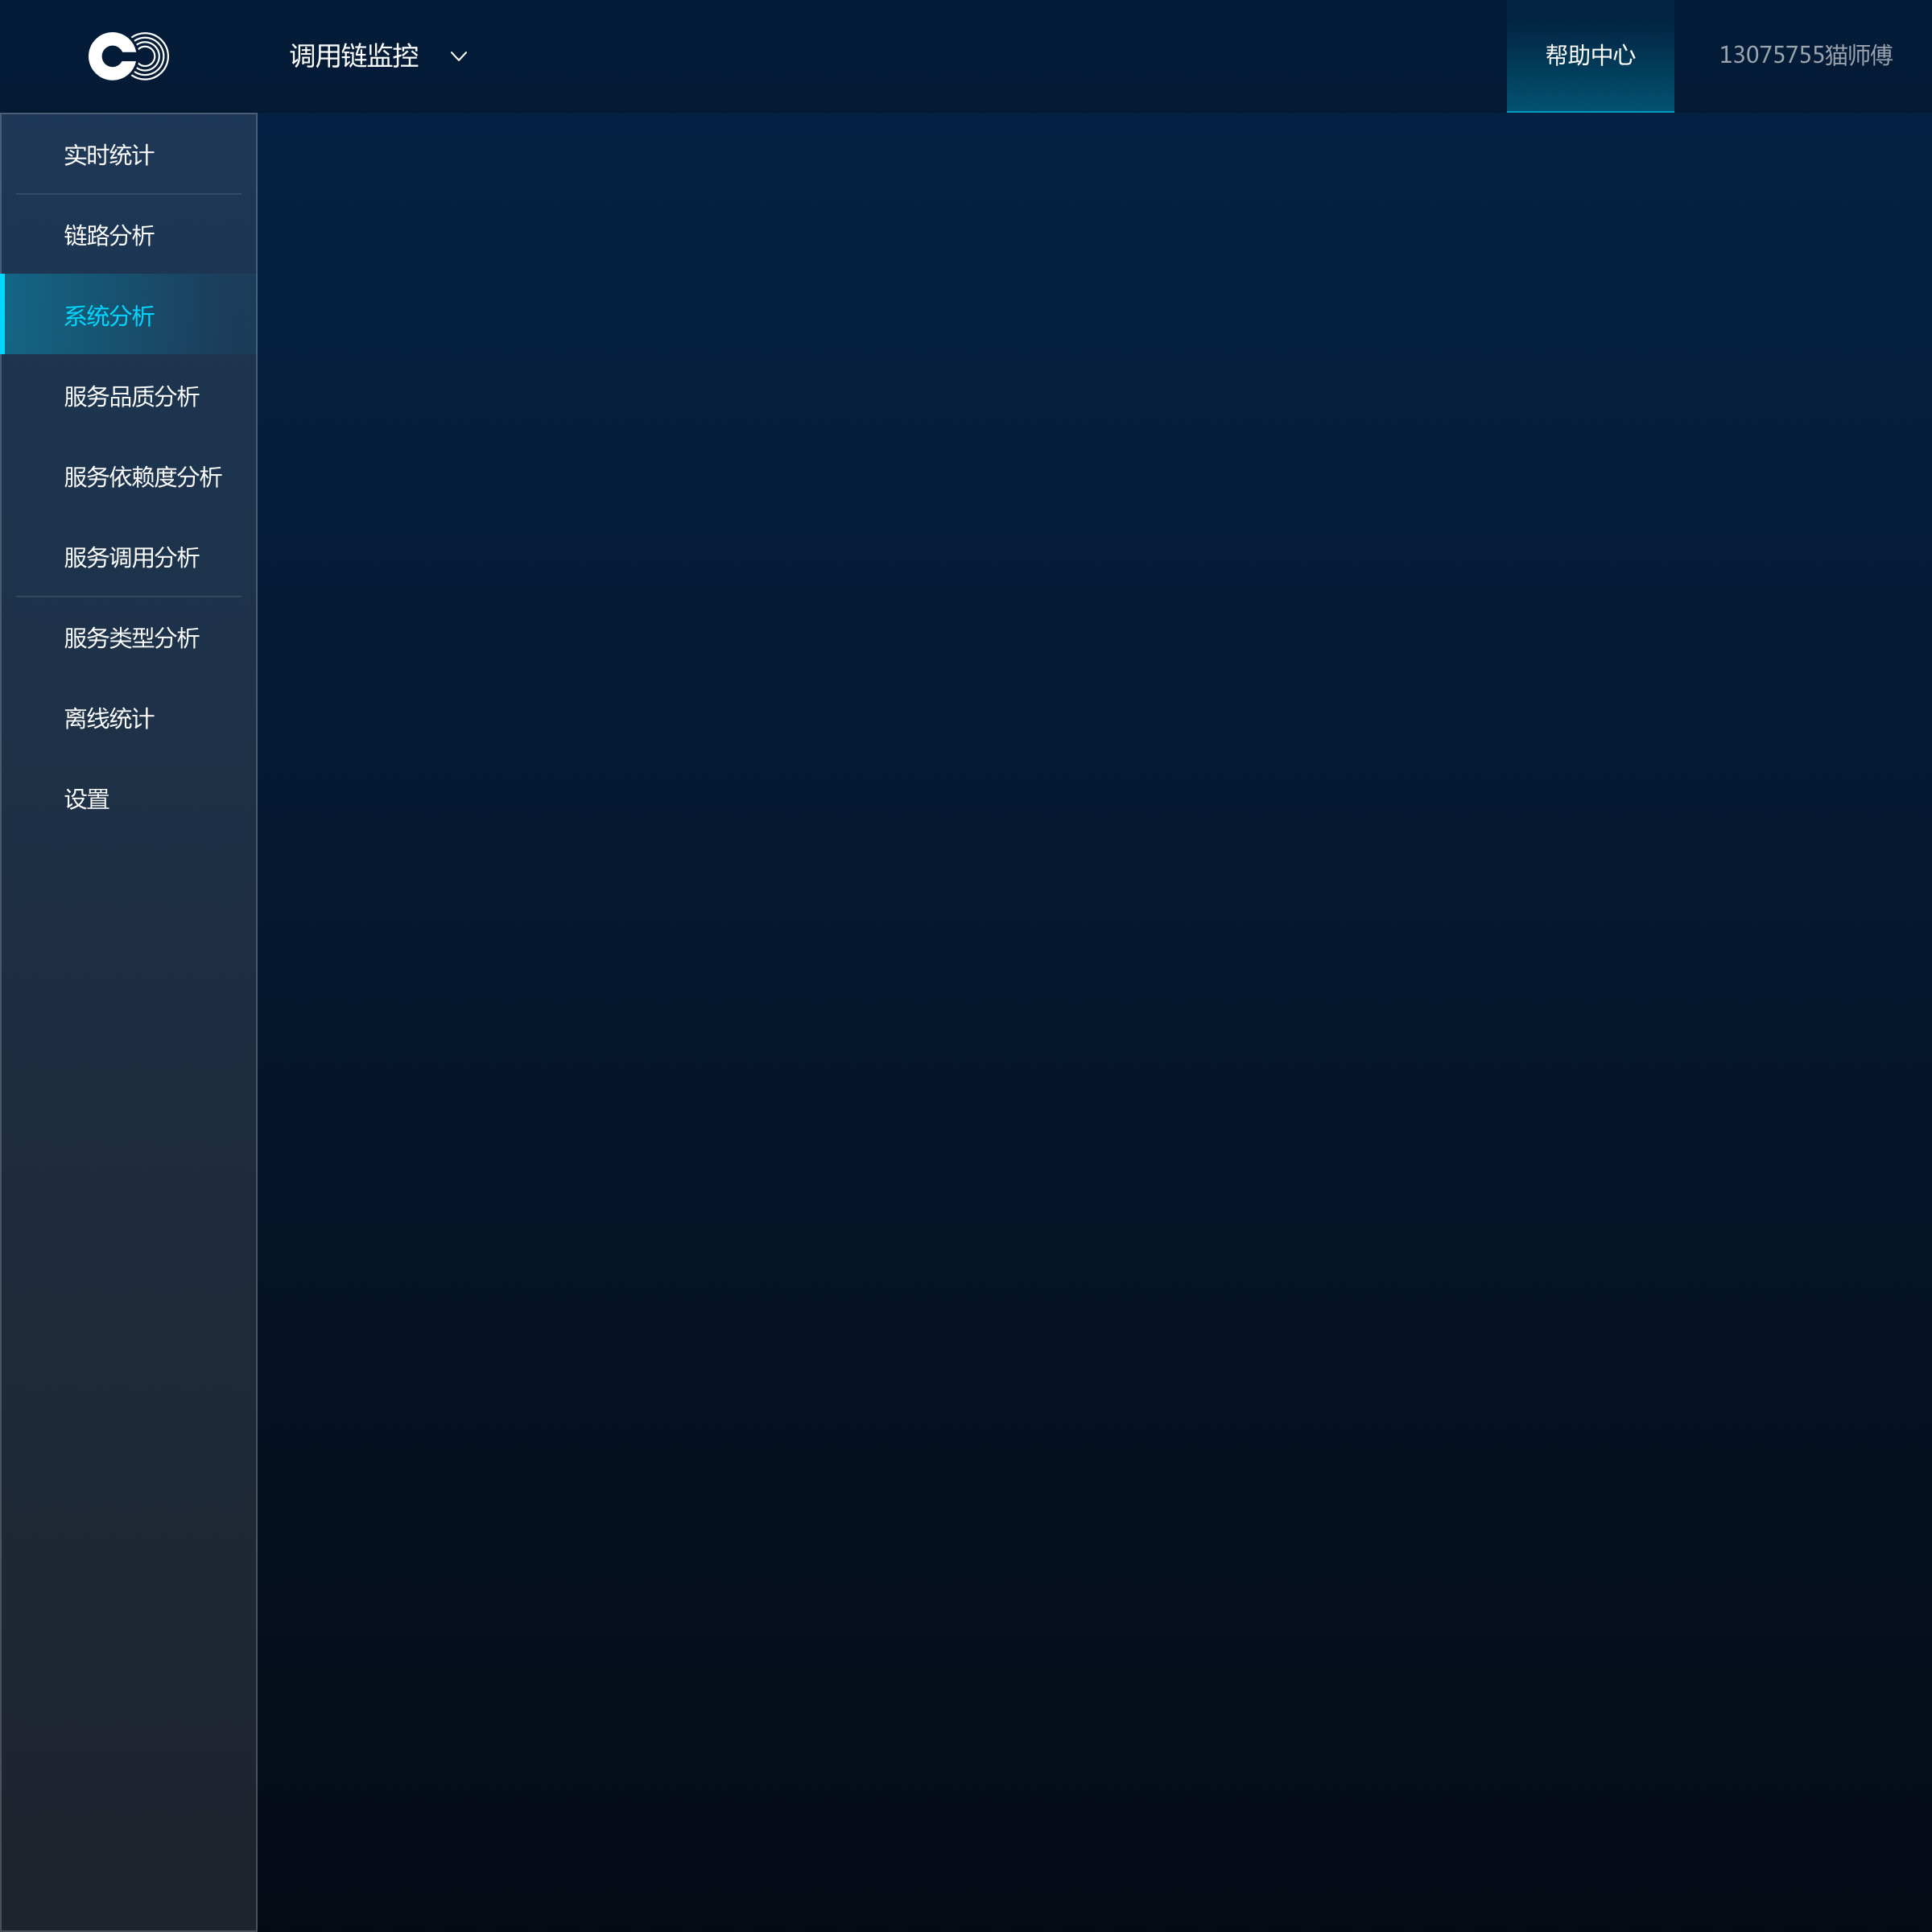 调用链监控
帮助中心
13075755猫师傅
实时统计
链路分析
系统分析
服务品质分析
服务依赖度分析
服务调用分析
服务类型分析
离线统计
设置